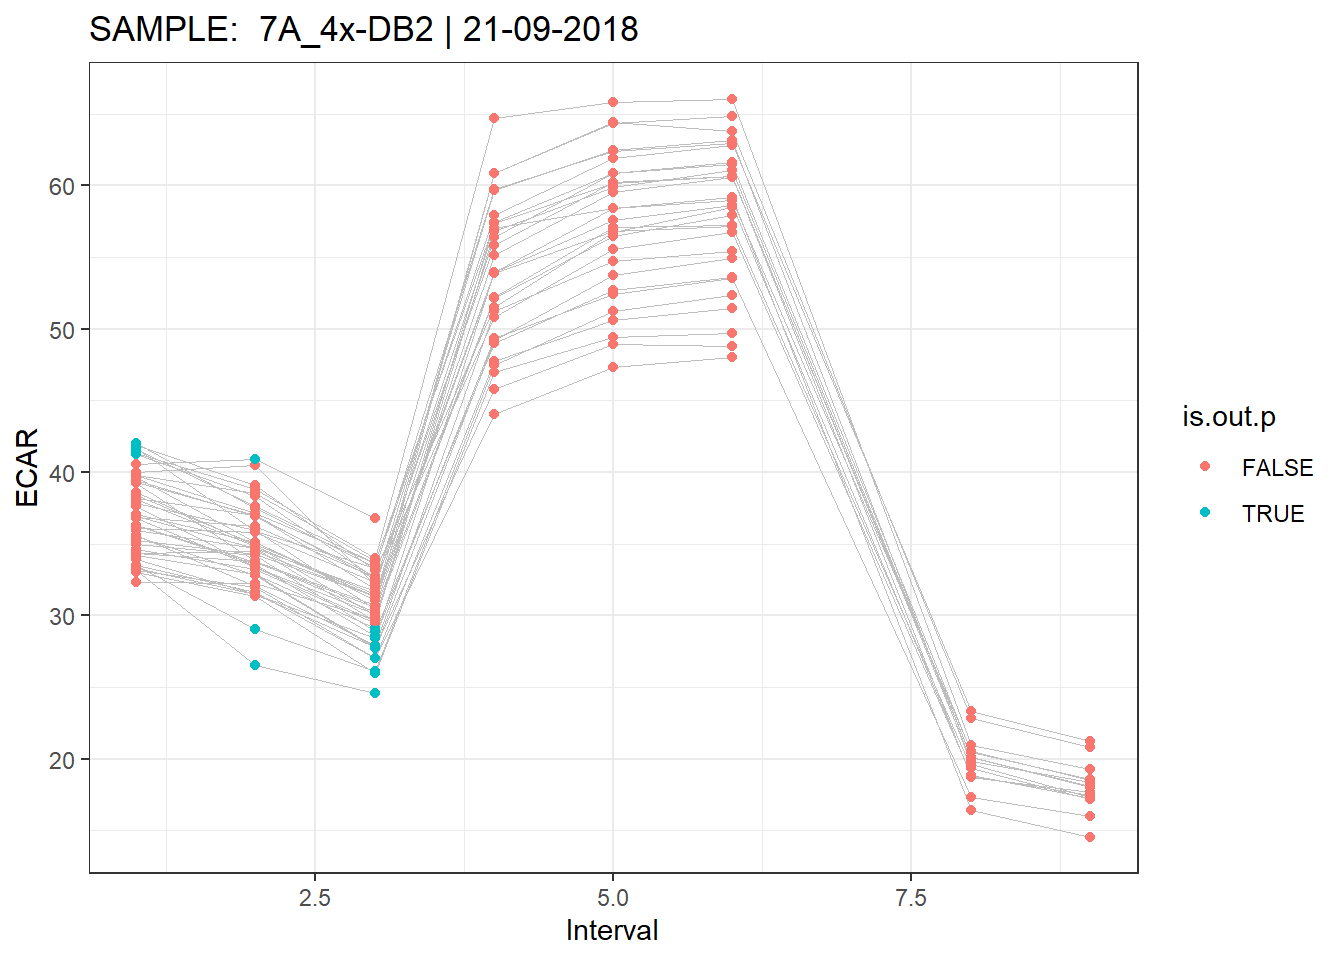 SAMPLE:  7A_4x-DB2 | 21-09-2018
ECAR
60
50
40
30
20
2.5
5.0
7.5
Interval
is.out.p
FALSE
TRUE